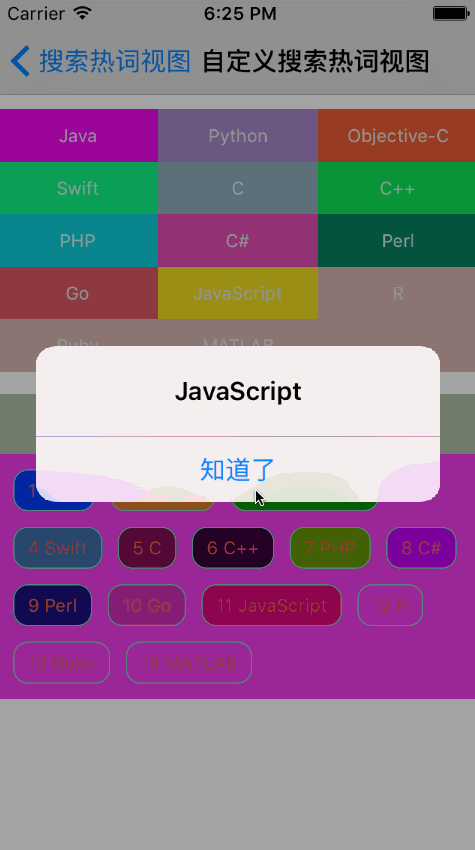 Carrier 6:25 PM
搜索热词视图 自定义搜索热词视图
Java Python Objective-C
Swift C C++
PHP C# Perl
Go JavaScript R
Ruby MATLAB
JavaScript
知道了
1
4 Swift 5 C 6 C++ 7 PHP 8 C#
9 Perl 10 Go 11 JavaScript 12 R
13 Ruby 14 MATLAB